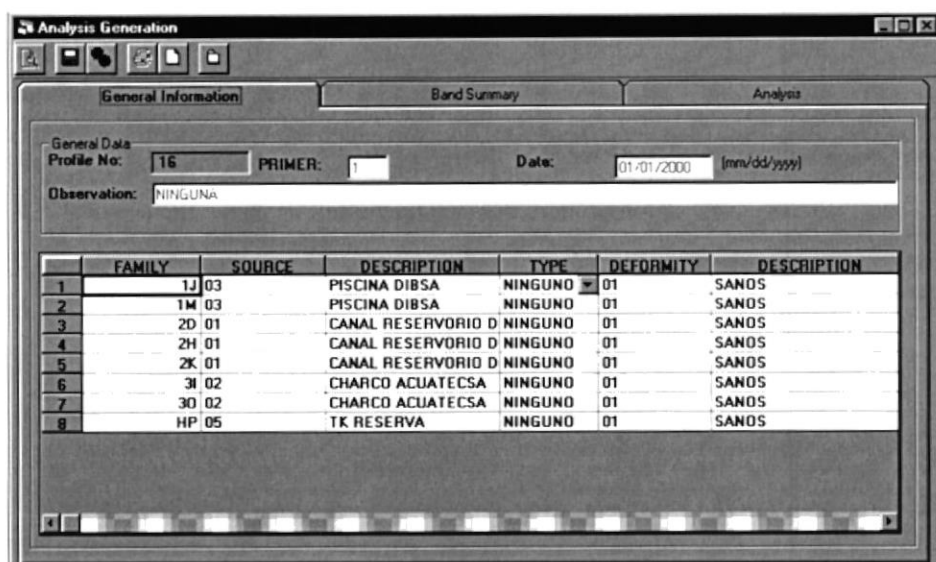 Analysis Generation
General Information Band Summary Analysis
General Data
Profile No: 16 PRIMER: 1 Date: 01/01/2000 (mm/dd/yyyy)
Observation: NINGUNA
FAMILY SOURCE DESCRIPTION TYPE DEFORMITY DESCRIPTION
1 1J 03 PISCINA DIBSA NINGUNO 01 SANOS
2 1M 03 PISCINA DIBSA NINGUNO 01 SANOS
3 2D 01 CANAL RESERVORIO D NINGUNO 01 SANOS
4 2H 01 CANAL RESERVORIO D NINGUNO 01 SANOS
5 2K 01 CANAL RESERVORIO D NINGUNO 01 SANOS
6 3I 02 CHARCO ACUATECSA NINGUNO 01 SANOS
7 3O 02 CHARCO ACUATECSA NINGUNO 01 SANOS
8 HP 05 TK RESERVA NINGUNO 01 SANOS